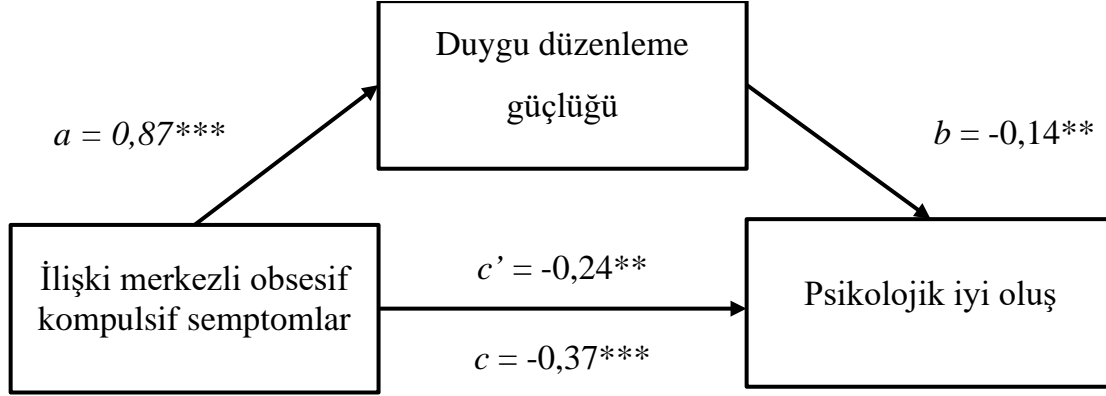 Duygu düzenleme
güçlüğü
a = 0,87***
b = -0,14**
İlişki merkezli obsesif
kompulsif semptomlar
c’ = -0,24**
c = -0,37***
Psikolojik iyi oluş